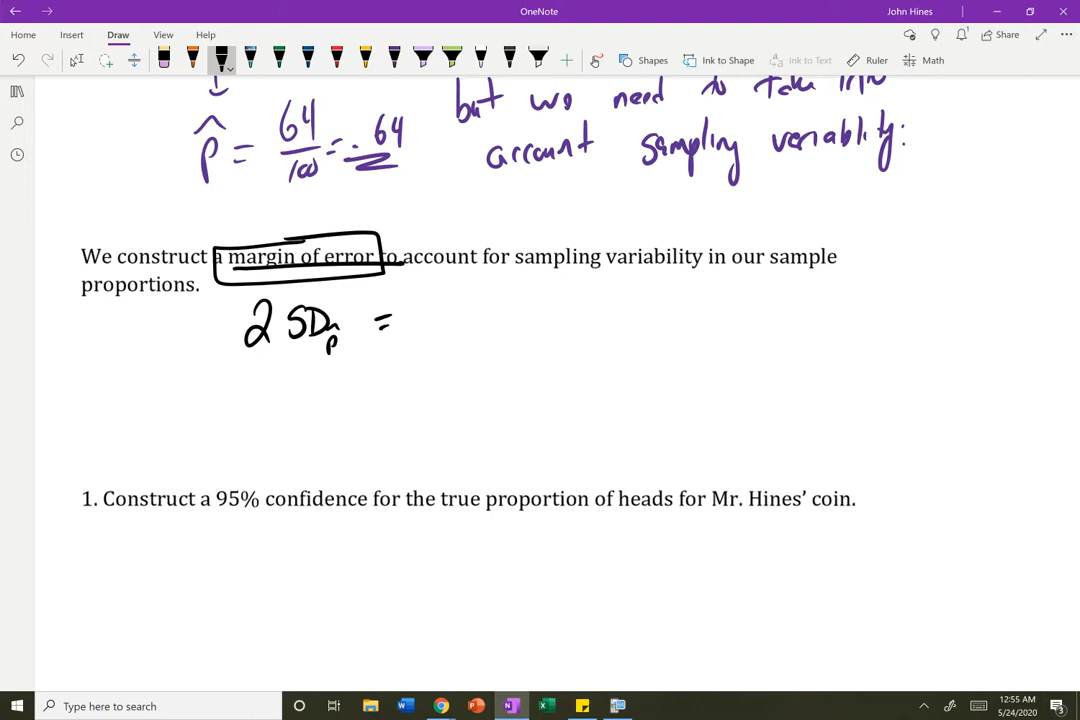 OneNote
John Hines
Home Insert Draw View Help Share
Shapes Ink to Shape Ink to Text Ruler Math
but we need to take into
p̂ = 64/100 = .64 account sampling variablity:
We construct a margin of error to account for sampling variability in our sample
proportions.
2 SDp̂ =
1. Construct a 95% confidence for the true proportion of heads for Mr. Hines’ coin.
Type here to search
12:55 AM
5/24/2020
3